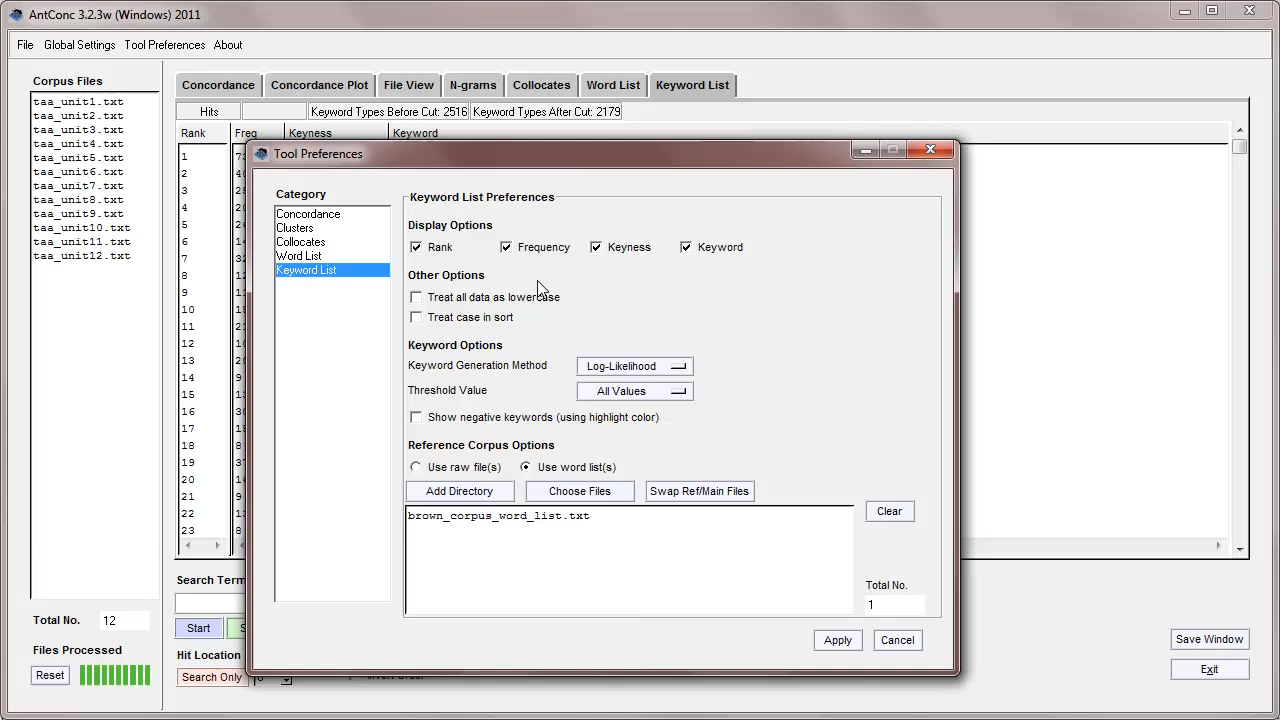 AntConc 3.2.3w (Windows) 2011
File Global Settings Tool Preferences About
Corpus Files
taa_unit1.txt
taa_unit2.txt
taa_unit3.txt
taa_unit4.txt
taa_unit5.txt
taa_unit6.txt
taa_unit7.txt
taa_unit8.txt
taa_unit9.txt
taa_unit10.txt
taa_unit11.txt
taa_unit12.txt
Total No. 12
Files Processed
Reset
Concordance Concordance Plot File View N-grams Collocates Word List Keyword List
Hits Keyword Types Before Cut: 2516 Keyword Types After Cut: 2179
Rank Freq Keyness Keyword
1
2
3
4
5
7
8
9
10
11
12
13
14
15
16
17
18
19
20
21
22
23
Search Term
Start
Hit Location
Search Only
Save Window
Exit
Tool Preferences
Category
Concordance
Clusters
Collocates
Word List
Keyword List
Keyword List Preferences
Display Options
Rank Frequency Keyness Keyword
Other Options
Treat all data as lowercase
Treat case in sort
Keyword Options
Keyword Generation Method Log-Likelihood
Threshold Value All Values
Show negative keywords (using highlight color)
Reference Corpus Options
Use raw file(s) Use word list(s)
Add Directory Choose Files Swap Ref/Main Files
brown_corpus_word_list.txt
Clear
Total No.
1
Apply Cancel